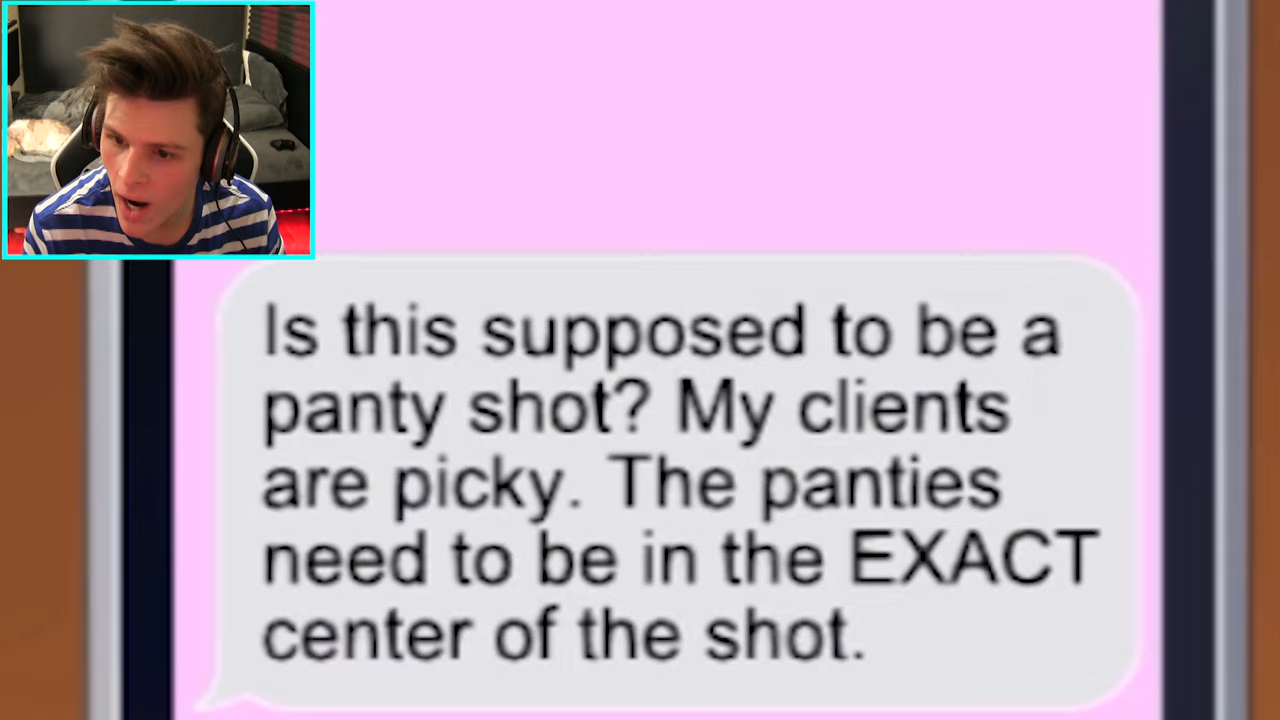 Is this supposed to be a
panty shot? My clients
are picky. The panties
need to be in the EXACT
center of the shot.